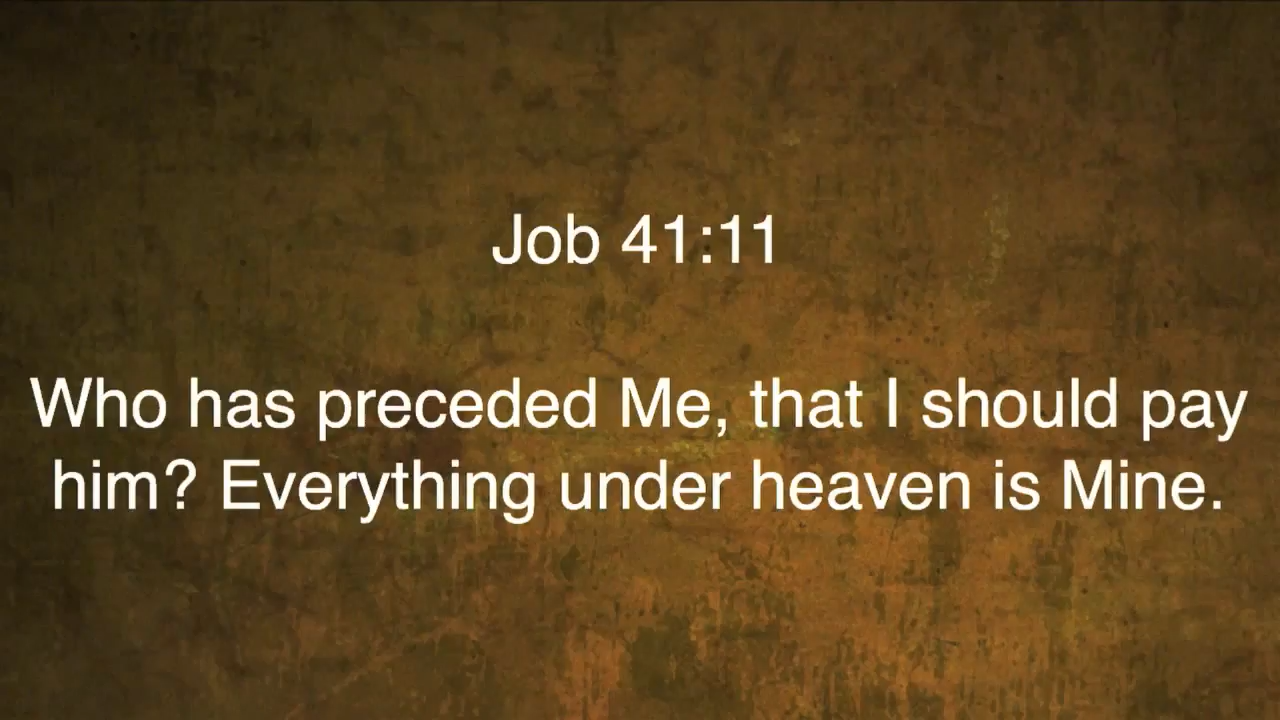 Job 41:11
Who has preceded Me, that I should pay
him? Everything under heaven is Mine.